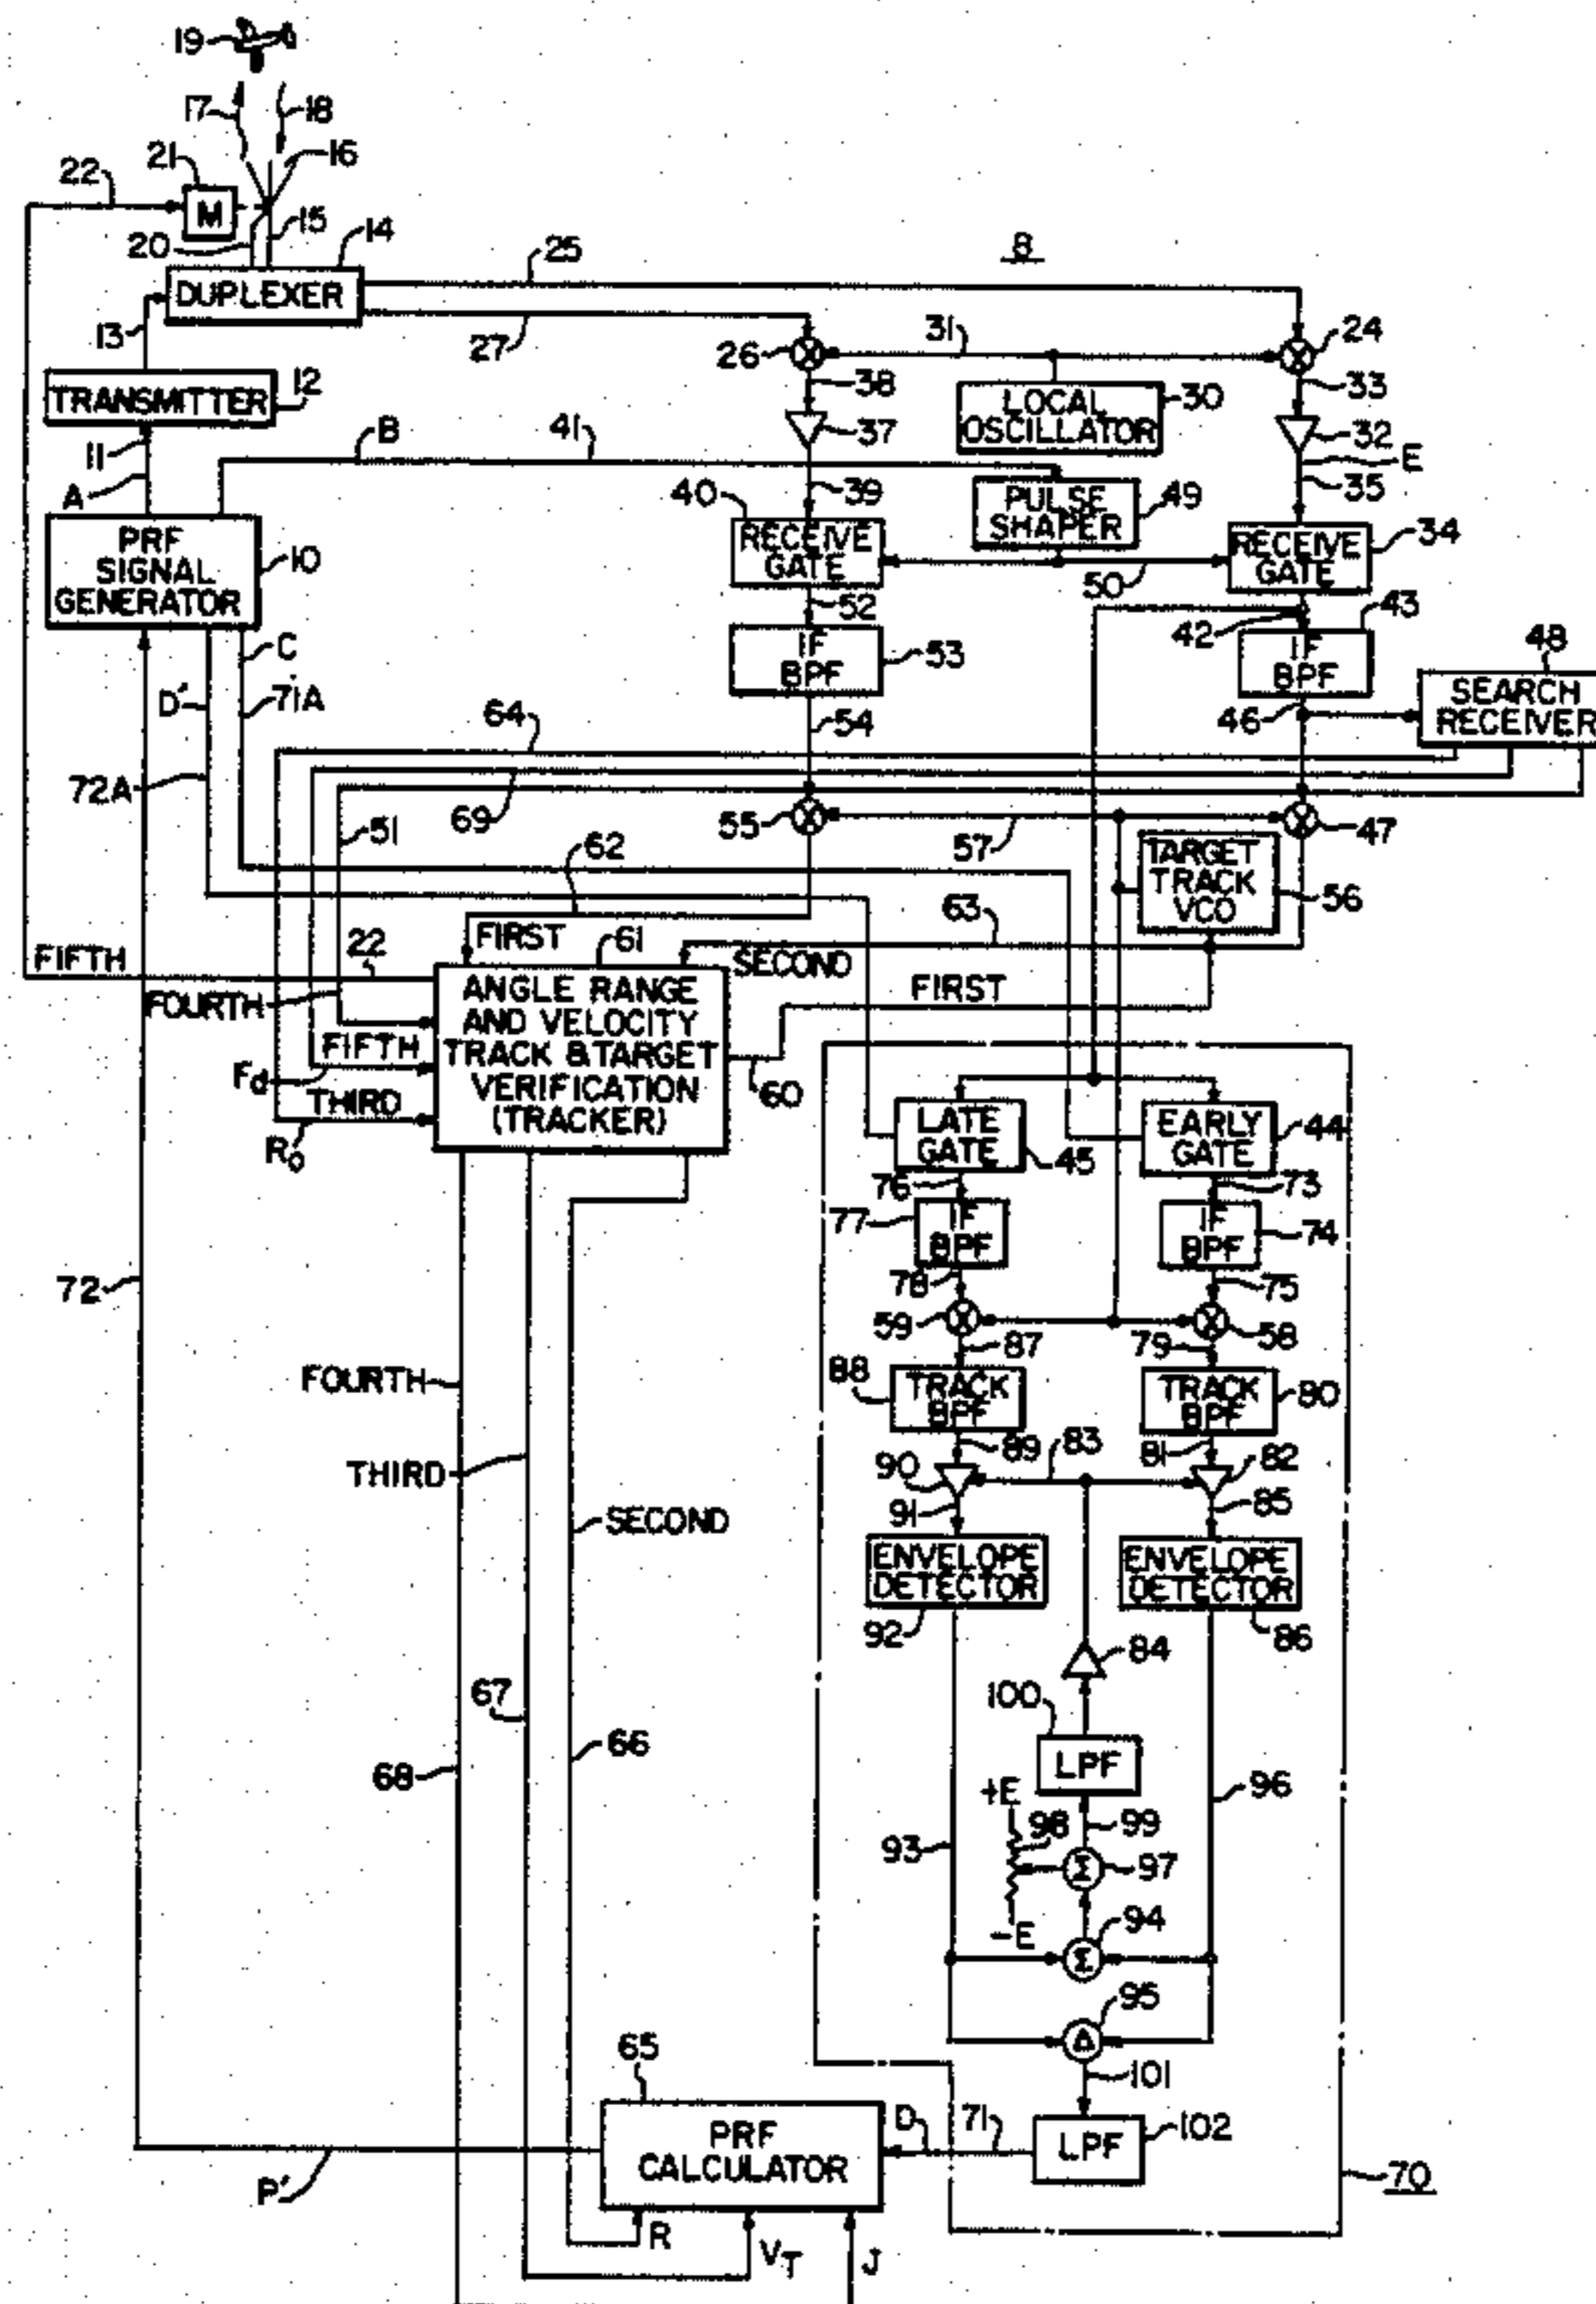 19
17
18
16
21
22
M
15
20
14
25
8
DUPLEXER
13
27
31
26
24
38
33
TRANSMITTER
12
LOCAL
OSCILLATOR
30
37
32
B
41
E
11
A
40
39
PULSE
SHAPER
49
35
PRF
SIGNAL
GENERATOR
10
RECEIVE
GATE
50
RECEIVE
GATE
34
52
42
43
C
IF
BPF
53
IF
BPF
48
D'
71A
64
54
46
SEARCH
RECEIVER
72A
69
51
55
57
47
62
TARGET
TRACK
VCO
56
63
FIFTH
22
FIRST
61
SECOND
FOURTH
FIRST
ANGLE RANGE
AND VELOCITY
TRACK & TARGET
VERIFICATION
(TRACKER)
FIFTH
Fd
60
THIRD
R'o
LATE
GATE
45
EARLY
GATE
44
76
73
77
IF
BPF
IF
BPF
74
78
75
72
59
58
87
79
FOURTH
88
TRACK
BPF
TRACK
BPF
80
89
83
81
THIRD
90
82
91
85
SECOND
ENVELOPE
DETECTOR
ENVELOPE
DETECTOR
92
86
84
67
100
66
68
LPF
96
+E
98
99
93
97
Σ
-E
94
Σ
95
Δ
65
101
PRF
CALCULATOR
D
71
LPF
102
P'
70
R
VT
J